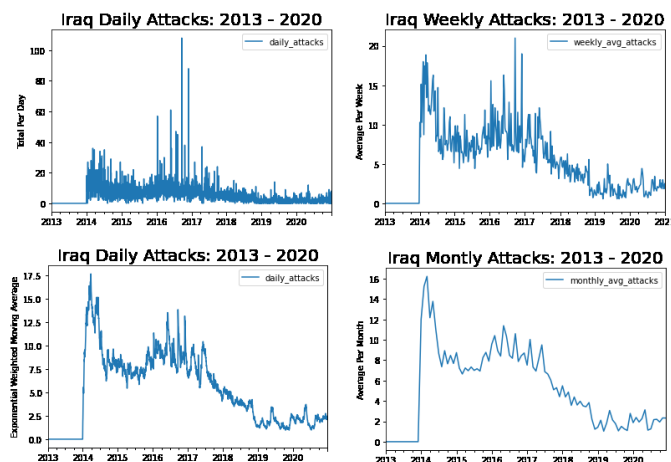 Iraq Daily Attacks: 2013 - 2020
daily_attacks
Total Per Day
100
80
60
40
20
0
2013 2014 2015 2016 2017 2018 2019 2020
Iraq Weekly Attacks: 2013 - 2020
weekly_avg_attacks
Average Per Week
20
15
10
5
0
2013 2014 2015 2016 2017 2018 2019 2020 202
Iraq Daily Attacks: 2013 - 2020
daily_attacks
Exponential Weighted Moving Average
17.5
15.0
12.5
10.0
7.5
5.0
2.5
0.0
2013 2014 2015 2016 2017 2018 2019 2020
Iraq Montly Attacks: 2013 - 2020
monthly_avg_attacks
Average Per Month
16
14
12
10
8
6
4
2
0
2013 2014 2015 2016 2017 2018 2019 2020